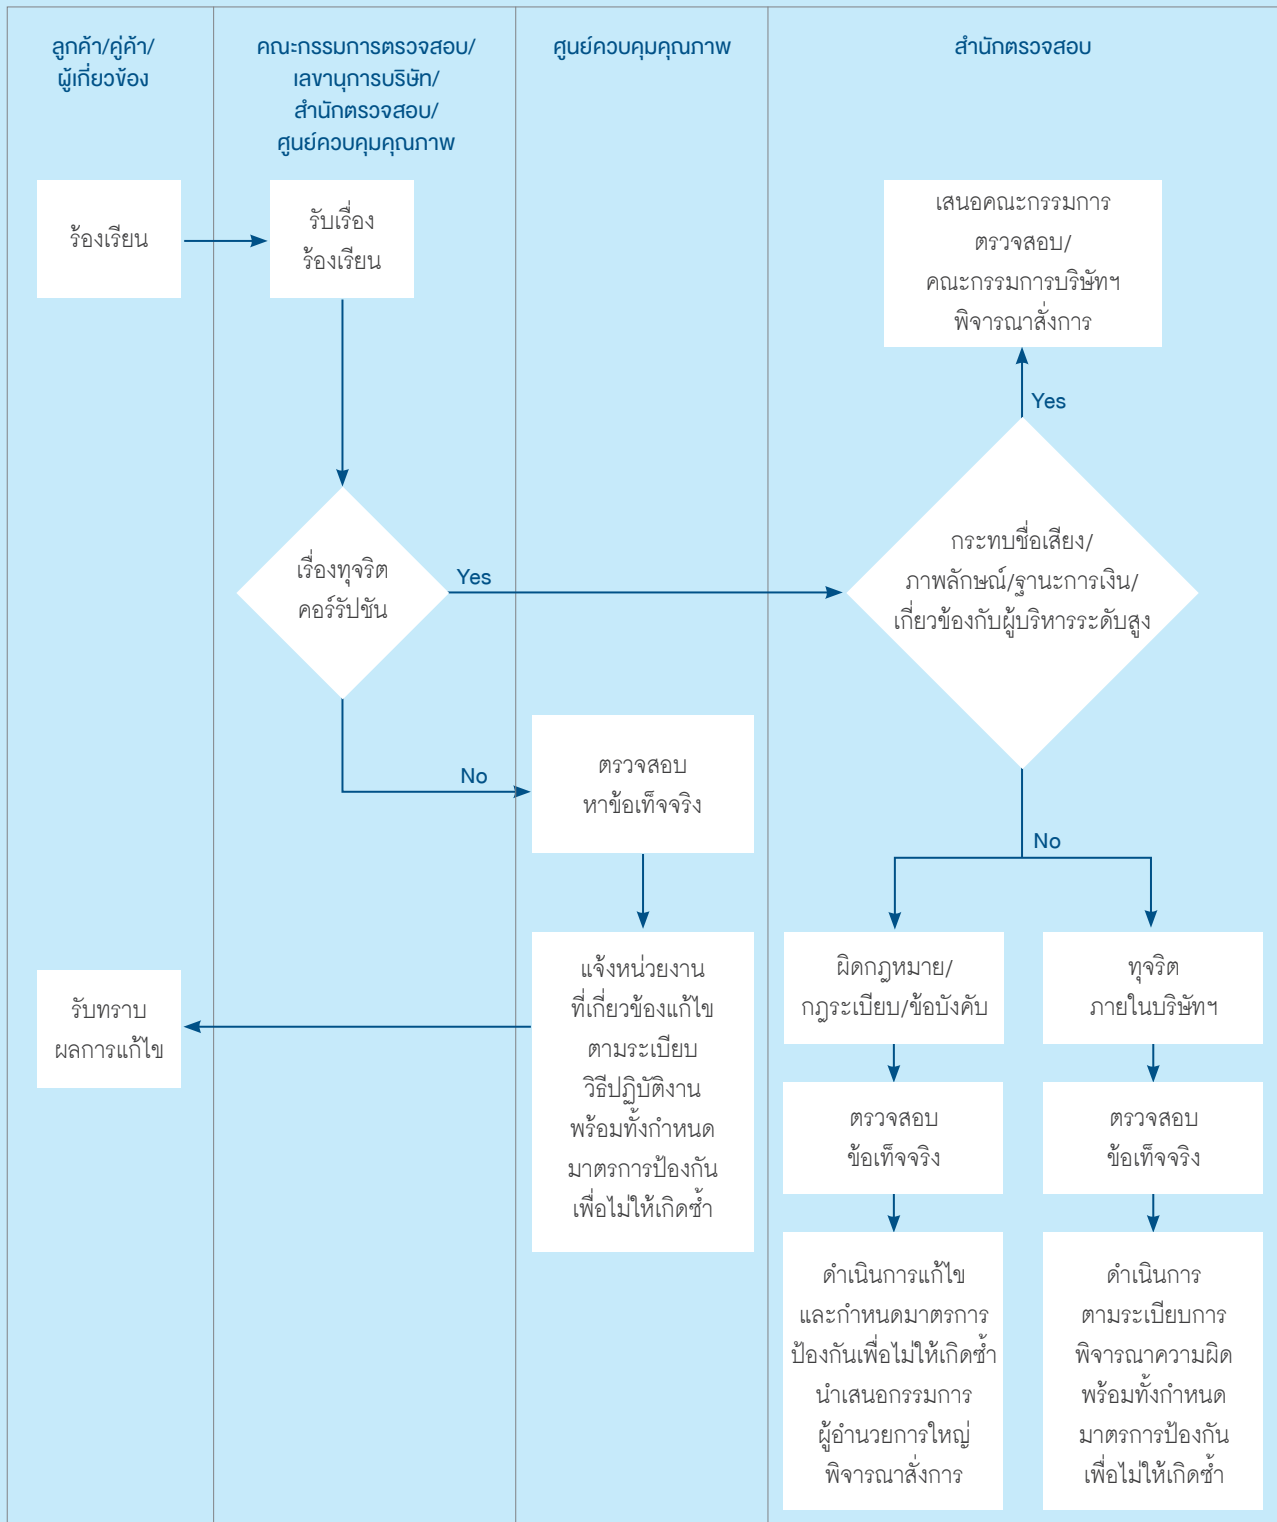 ลูกค้า/คู่ค้า/
ผู้เกี่ยวข้อง
คณะกรรมการตรวจสอบ/
เลขานุการบริษัท/
สำนักตรวจสอบ/
ศูนย์ควบคุมคุณภาพ
ศูนย์ควบคุมคุณภาพ
สำนักตรวจสอบ
ร้องเรียน
รับเรื่อง
ร้องเรียน
เสนอคณะกรรมการ
ตรวจสอบ/
คณะกรรมการบริษัทฯ
พิจารณาสั่งการ
Yes
เรื่องทุจริต
คอร์รัปชัน
Yes
กระทบชื่อเสียง/
ภาพลักษณ์/ฐานะการเงิน/
เกี่ยวข้องกับผู้บริหารระดับสูง
No
ตรวจสอบ
หาข้อเท็จจริง
No
รับทราบ
ผลการแก้ไข
แจ้งหน่วยงาน
ที่เกี่ยวข้องแก้ไข
ตามระเบียบ
วิธีปฏิบัติงาน
พร้อมทั้งกำหนด
มาตรการป้องกัน
เพื่อไม่ให้เกิดซ้ำ
ผิดกฎหมาย/
กฎระเบียบ/ข้อบังคับ
ทุจริต
ภายในบริษัทฯ
ตรวจสอบ
ข้อเท็จจริง
ตรวจสอบ
ข้อเท็จจริง
ดำเนินการแก้ไข
และกำหนดมาตรการ
ป้องกันเพื่อไม่ให้เกิดซ้ำ
นำเสนอกรรมการ
ผู้อำนวยการใหญ่
พิจารณาสั่งการ
ดำเนินการ
ตามระเบียบการ
พิจารณาความผิด
พร้อมทั้งกำหนด
มาตรการป้องกัน
เพื่อไม่ให้เกิดซ้ำ